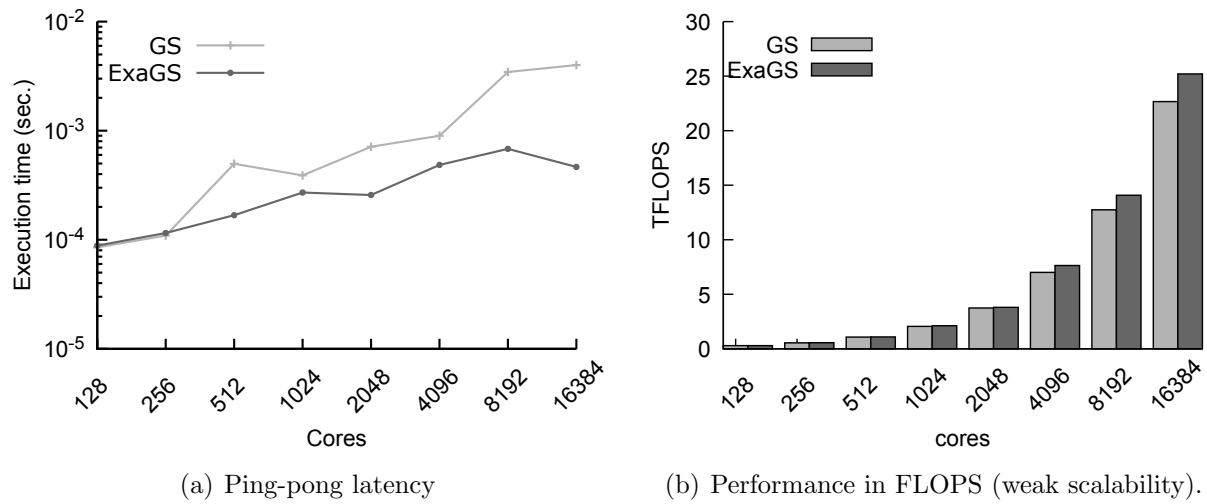 10^-2
10^-3
10^-4
10^-5
Execution time (sec.)
GS
ExaGS
128
256
512
1024
2048
4096
8192
16384
Cores
(a) Ping-pong latency
30
25
20
15
10
5
0
TFLOPS
GS
ExaGS
128
256
512
1024
2048
4096
8192
16384
cores
(b) Performance in FLOPS (weak scalability).